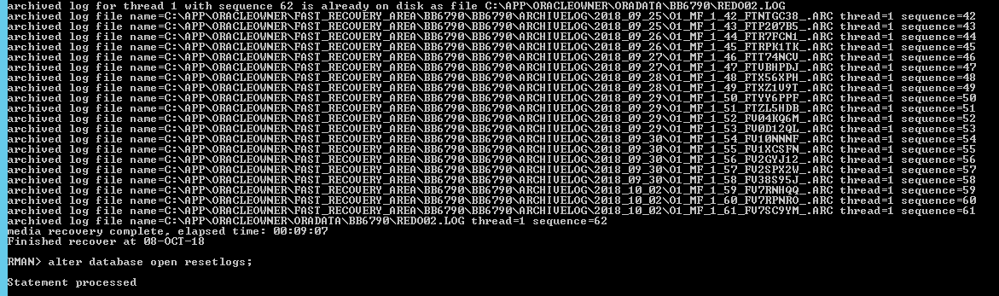 archived log for thread 1 with sequence 62 is already on disk as file C:\APP\ORACLEOWNER\ORADATA\BB6790\REDO02.LOG
archived log file name=C:\APP\ORACLEOWNER\FAST_RECOVERY_AREA\BB6790\BB6790\ARCHIVELOG\2018_09_25\O1_MF_1_42_FTNTGC38_.ARC thread=1 sequence=42
archived log file name=C:\APP\ORACLEOWNER\FAST_RECOVERY_AREA\BB6790\BB6790\ARCHIVELOG\2018_09_25\O1_MF_1_43_FTP207B5_.ARC thread=1 sequence=43
archived log file name=C:\APP\ORACLEOWNER\FAST_RECOVERY_AREA\BB6790\BB6790\ARCHIVELOG\2018_09_26\O1_MF_1_44_FTR7FGN1_.ARC thread=1 sequence=44
archived log file name=C:\APP\ORACLEOWNER\FAST_RECOVERY_AREA\BB6790\BB6790\ARCHIVELOG\2018_09_26\O1_MF_1_45_FTRPK1TK_.ARC thread=1 sequence=45
archived log file name=C:\APP\ORACLEOWNER\FAST_RECOVERY_AREA\BB6790\BB6790\ARCHIVELOG\2018_09_27\O1_MF_1_46_FTT74NCV_.ARC thread=1 sequence=46
archived log file name=C:\APP\ORACLEOWNER\FAST_RECOVERY_AREA\BB6790\BB6790\ARCHIVELOG\2018_09_27\O1_MF_1_47_FTVBHPDJ_.ARC thread=1 sequence=47
archived log file name=C:\APP\ORACLEOWNER\FAST_RECOVERY_AREA\BB6790\BB6790\ARCHIVELOG\2018_09_28\O1_MF_1_48_FTX56XPH_.ARC thread=1 sequence=48
archived log file name=C:\APP\ORACLEOWNER\FAST_RECOVERY_AREA\BB6790\BB6790\ARCHIVELOG\2018_09_28\O1_MF_1_49_FTXZ1V9T_.ARC thread=1 sequence=49
archived log file name=C:\APP\ORACLEOWNER\FAST_RECOVERY_AREA\BB6790\BB6790\ARCHIVELOG\2018_09_29\O1_MF_1_50_FTYY6PPF_.ARC thread=1 sequence=50
archived log file name=C:\APP\ORACLEOWNER\FAST_RECOVERY_AREA\BB6790\BB6790\ARCHIVELOG\2018_09_29\O1_MF_1_51_FTZL5HDB_.ARC thread=1 sequence=51
archived log file name=C:\APP\ORACLEOWNER\FAST_RECOVERY_AREA\BB6790\BB6790\ARCHIVELOG\2018_09_29\O1_MF_1_52_FV04KQ6M_.ARC thread=1 sequence=52
archived log file name=C:\APP\ORACLEOWNER\FAST_RECOVERY_AREA\BB6790\BB6790\ARCHIVELOG\2018_09_29\O1_MF_1_53_FV0D12QL_.ARC thread=1 sequence=53
archived log file name=C:\APP\ORACLEOWNER\FAST_RECOVERY_AREA\BB6790\BB6790\ARCHIVELOG\2018_09_30\O1_MF_1_54_FV10NNNF_.ARC thread=1 sequence=54
archived log file name=C:\APP\ORACLEOWNER\FAST_RECOVERY_AREA\BB6790\BB6790\ARCHIVELOG\2018_09_30\O1_MF_1_55_FV1XCSFN_.ARC thread=1 sequence=55
archived log file name=C:\APP\ORACLEOWNER\FAST_RECOVERY_AREA\BB6790\BB6790\ARCHIVELOG\2018_09_30\O1_MF_1_56_FV2GYJ12_.ARC thread=1 sequence=56
archived log file name=C:\APP\ORACLEOWNER\FAST_RECOVERY_AREA\BB6790\BB6790\ARCHIVELOG\2018_09_30\O1_MF_1_57_FV2SPX2W_.ARC thread=1 sequence=57
archived log file name=C:\APP\ORACLEOWNER\FAST_RECOVERY_AREA\BB6790\BB6790\ARCHIVELOG\2018_09_30\O1_MF_1_58_FV38S95J_.ARC thread=1 sequence=58
archived log file name=C:\APP\ORACLEOWNER\FAST_RECOVERY_AREA\BB6790\BB6790\ARCHIVELOG\2018_10_02\O1_MF_1_59_FV7RNHQQ_.ARC thread=1 sequence=59
archived log file name=C:\APP\ORACLEOWNER\FAST_RECOVERY_AREA\BB6790\BB6790\ARCHIVELOG\2018_10_02\O1_MF_1_60_FV7RPNRO_.ARC thread=1 sequence=60
archived log file name=C:\APP\ORACLEOWNER\FAST_RECOVERY_AREA\BB6790\BB6790\ARCHIVELOG\2018_10_02\O1_MF_1_61_FV7SC9YM_.ARC thread=1 sequence=61
archived log file name=C:\APP\ORACLEOWNER\ORADATA\BB6790\REDO02.LOG thread=1 sequence=62
media recovery complete, elapsed time: 00:09:07
Finished recover at 08-OCT-18
RMAN> alter database open resetlogs;
Statement processed